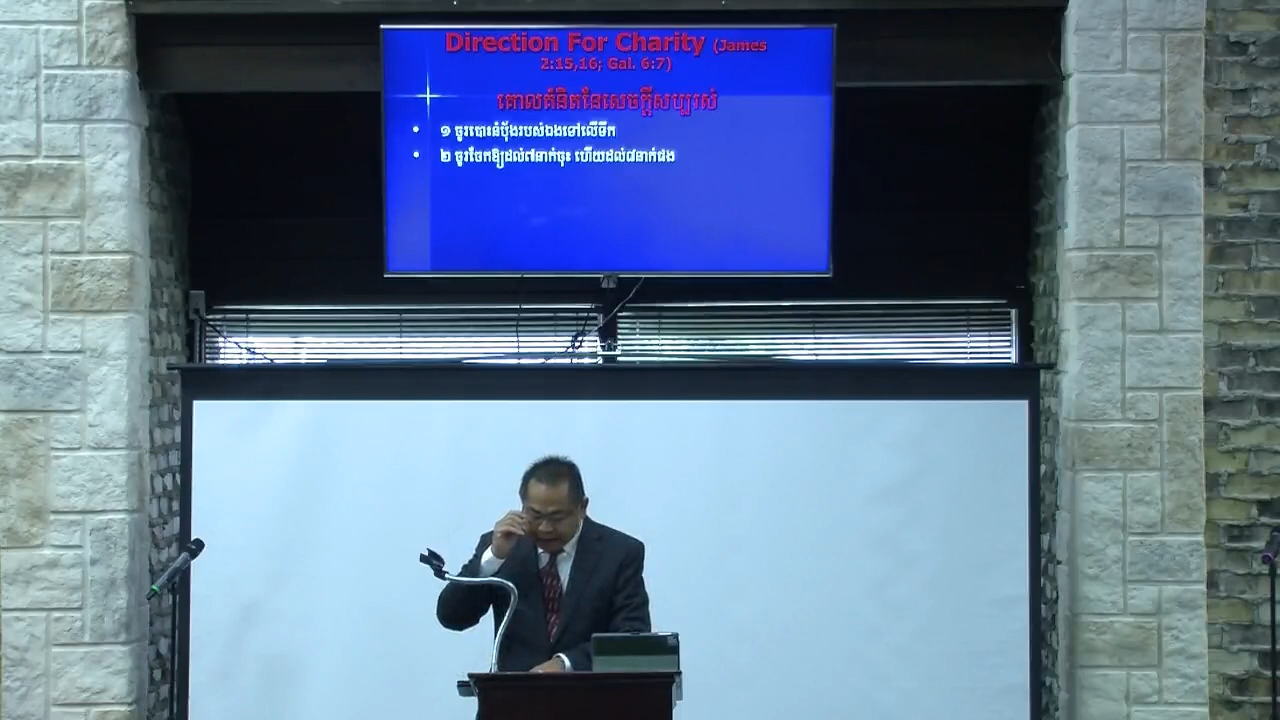 Direction For Charity (James
2:15,16; Gal. 6:7)
គោលគំនិតនៃសេចក្ដីសប្បុរស់
• ១ ចូរបោះនំប៉័ងរបស់ឯងទៅលើទឹក
• ២ ចូរចែកឱ្យដល់៧នាក់ចុះ ហើយដល់៨នាក់ផង